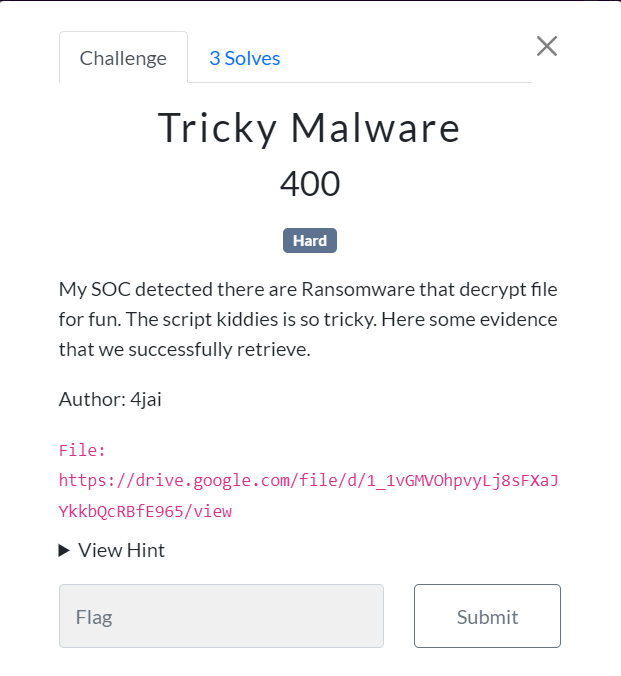 Challenge
3 Solves
Tricky Malware
400
Hard
My SOC detected there are Ransomware that decrypt file
for fun. The script kiddies is so tricky. Here some evidence
that we successfully retrieve.
Author: 4jai
File:
https://drive.google.com/file/d/1_1vGMVOhpvyLj8sFXaJ
YkkbQcRBfE965/view
View Hint
Flag
Submit